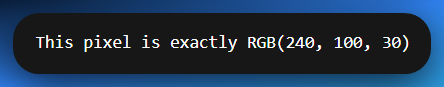 This pixel is exactly RGB(240, 100, 30)